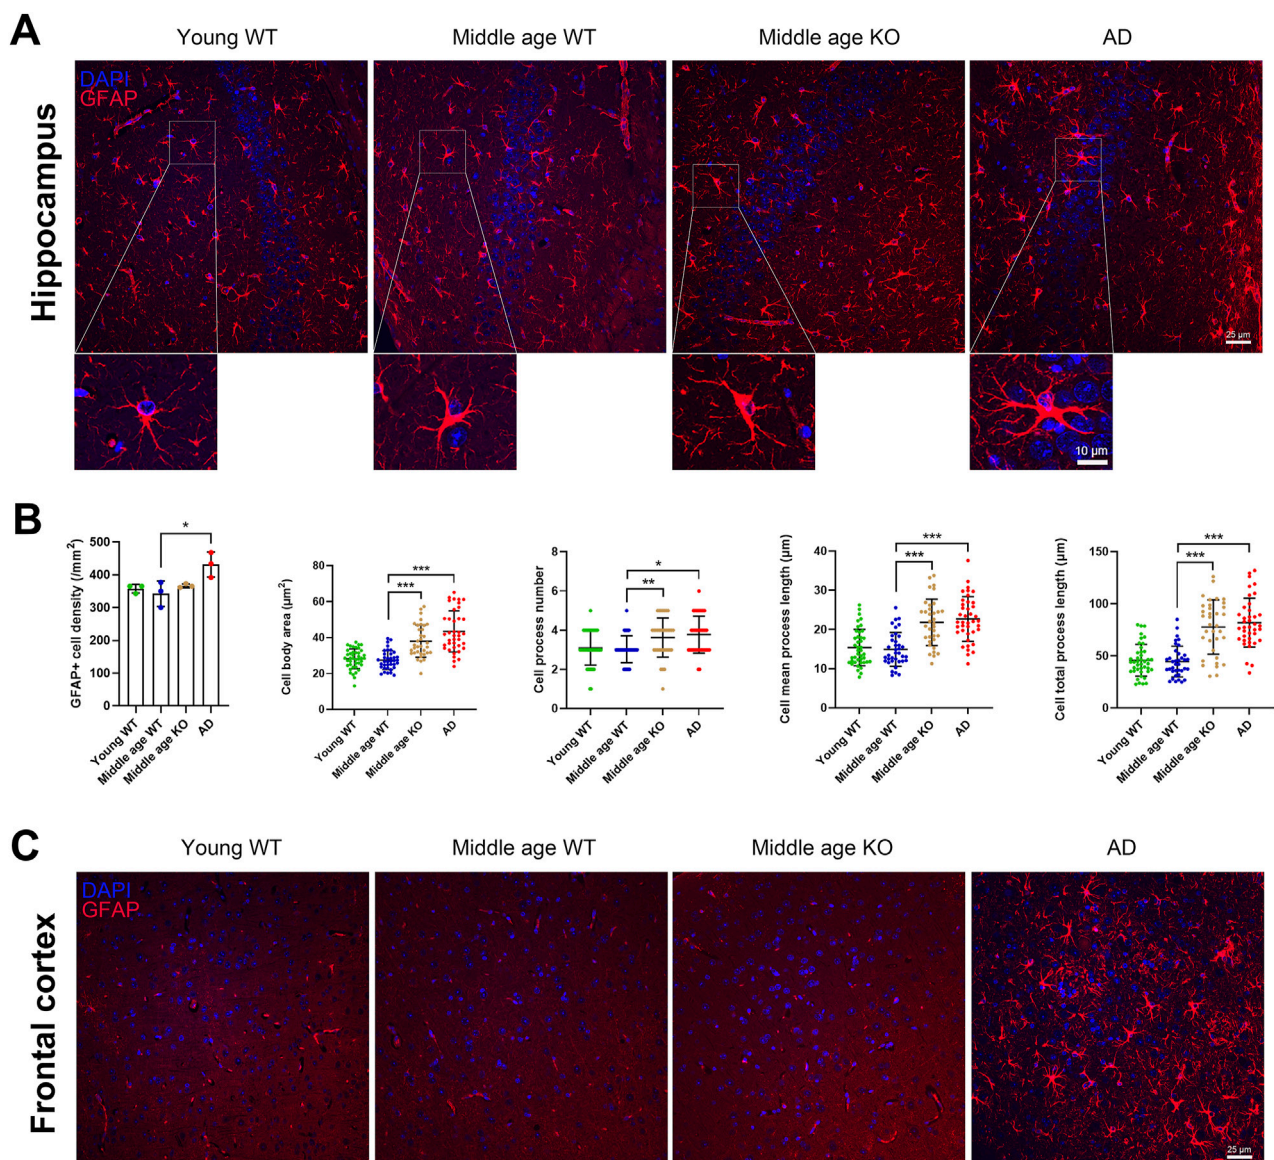 A
Young WT
Middle age WT
Middle age KO
AD
Hippocampus
DAPI
GFAP
25 µm
10 µm
B
GFAP+ cell density (/mm2)
500
400
300
200
100
0
*
Young WT
Middle age WT
Middle age KO
AD
Cell body area (µm2)
80
60
40
20
0
***
***
Young WT
Middle age WT
Middle age KO
AD
Cell process number
8
6
4
2
0
*
**
Young WT
Middle age WT
Middle age KO
AD
Cell mean process length (µm)
40
30
20
10
0
***
***
Young WT
Middle age WT
Middle age KO
AD
Cell total process length (µm)
150
100
50
0
***
***
Young WT
Middle age WT
Middle age KO
AD
C
Young WT
Middle age WT
Middle age KO
AD
Frontal cortex
DAPI
GFAP
25 µm